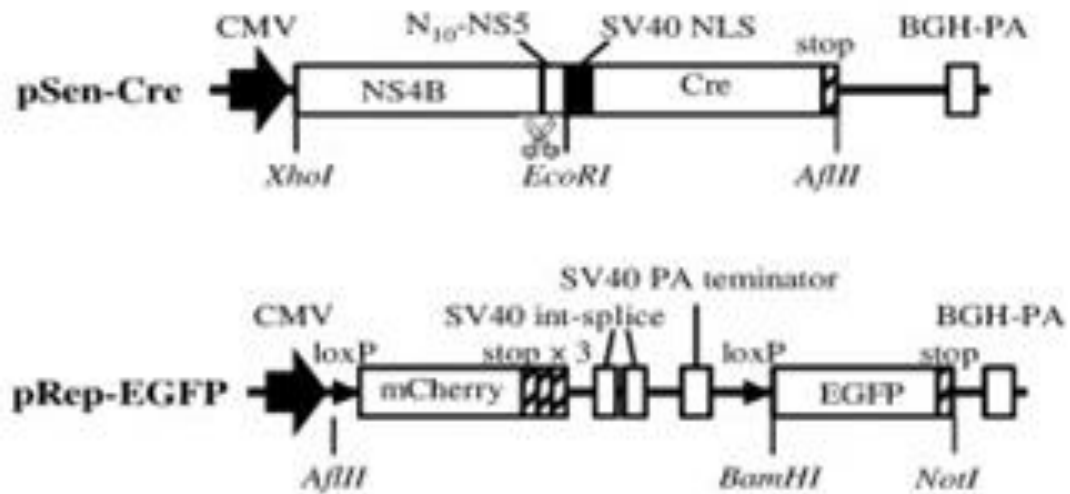 CMV N10-NS5 SV40 NLS stop BGH-PA
pSen-Cre NS4B Cre
XhoI EcoRI AflII
SV40 PA teminator
CMV SV40 int-splice BGH-PA
loxP stop × 3 loxP stop
pRep-EGFP mCherry EGFP
AflII BamHI NotI